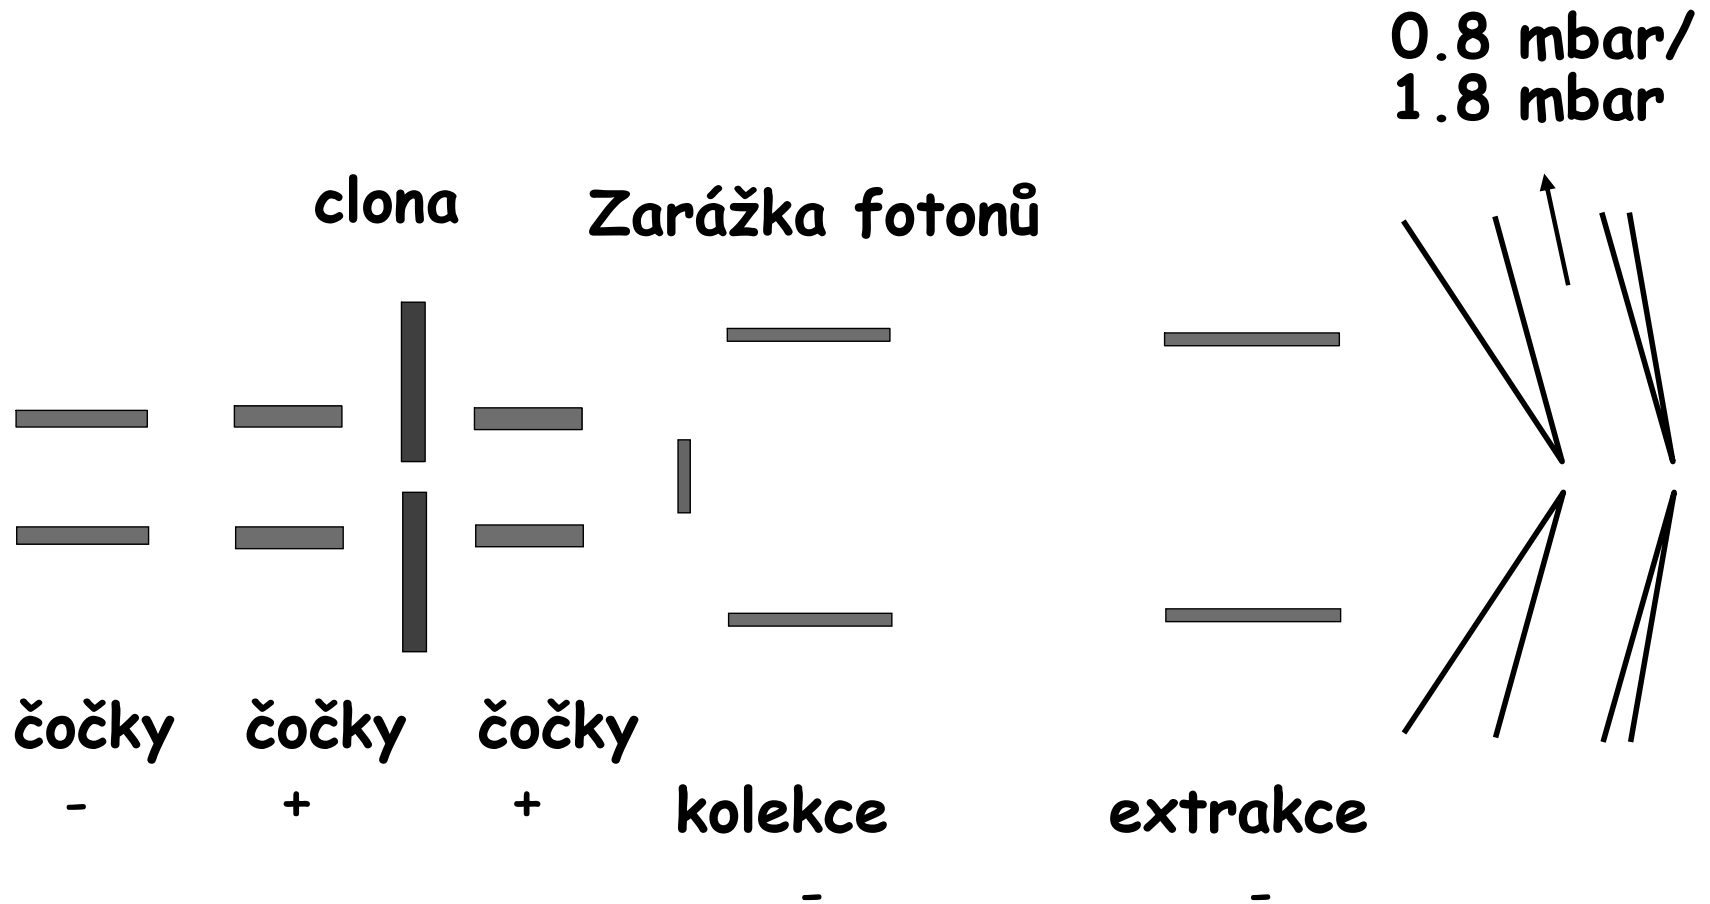 0.8 mbar/
1.8 mbar
clona
Zarážka fotonů
čočky
čočky
čočky
-
+
+
kolekce
extrakce
-
-